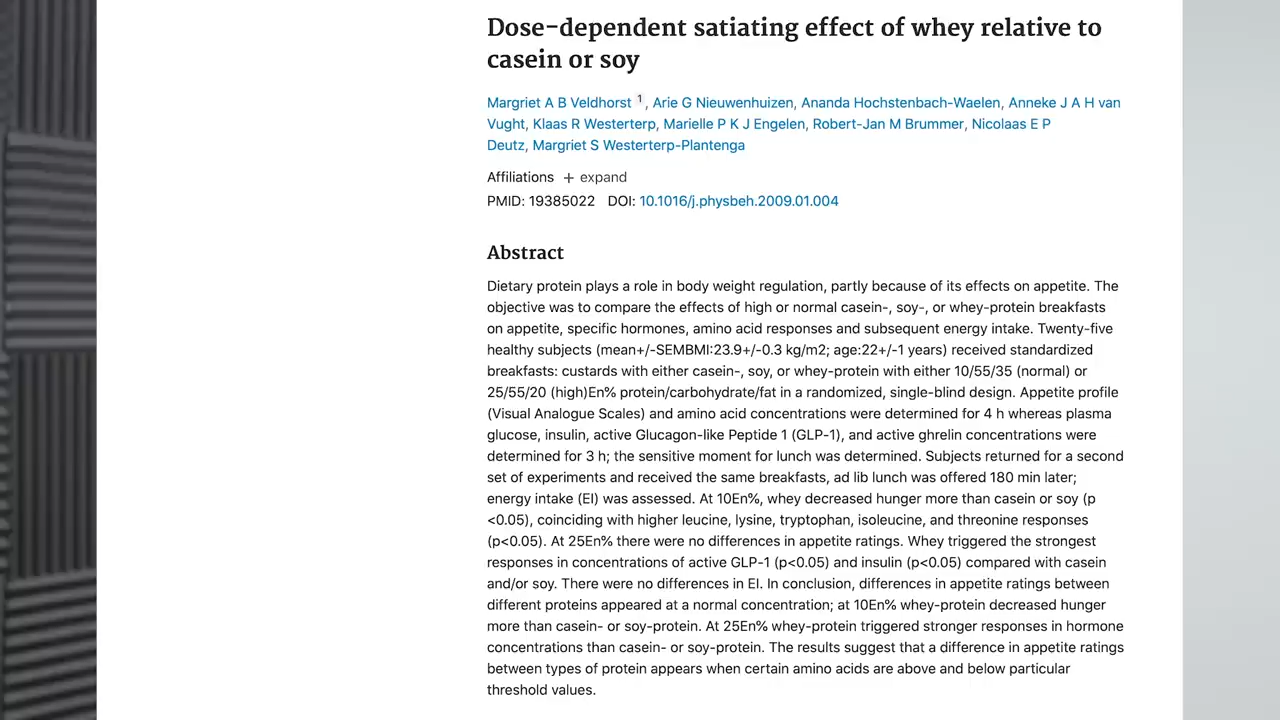 Dose-dependent satiating effect of whey relative to
casein or soy
Margriet A B Veldhorst 1, Arie G Nieuwenhuizen, Ananda Hochstenbach-Waelen, Anneke J A H van
Vught, Klaas R Westerterp, Marielle P K J Engelen, Robert-Jan M Brummer, Nicolaas E P
Deutz, Margriet S Westerterp-Plantenga
Affiliations + expand
PMID: 19385022 DOI: 10.1016/j.physbeh.2009.01.004
Abstract
Dietary protein plays a role in body weight regulation, partly because of its effects on appetite. The
objective was to compare the effects of high or normal casein-, soy-, or whey-protein breakfasts
on appetite, specific hormones, amino acid responses and subsequent energy intake. Twenty-five
healthy subjects (mean+/-SEMBMI:23.9+/-0.3 kg/m2; age:22+/-1 years) received standardized
breakfasts: custards with either casein-, soy, or whey-protein with either 10/55/35 (normal) or
25/55/20 (high)En% protein/carbohydrate/fat in a randomized, single-blind design. Appetite profile
(Visual Analogue Scales) and amino acid concentrations were determined for 4 h whereas plasma
glucose, insulin, active Glucagon-like Peptide 1 (GLP-1), and active ghrelin concentrations were
determined for 3 h; the sensitive moment for lunch was determined. Subjects returned for a second
set of experiments and received the same breakfasts, ad lib lunch was offered 180 min later;
energy intake (EI) was assessed. At 10En%, whey decreased hunger more than casein or soy (p
<0.05), coinciding with higher leucine, lysine, tryptophan, isoleucine, and threonine responses
(p<0.05). At 25En% there were no differences in appetite ratings. Whey triggered the strongest
responses in concentrations of active GLP-1 (p<0.05) and insulin (p<0.05) compared with casein
and/or soy. There were no differences in EI. In conclusion, differences in appetite ratings between
different proteins appeared at a normal concentration; at 10En% whey-protein decreased hunger
more than casein- or soy-protein. At 25En% whey-protein triggered stronger responses in hormone
concentrations than casein- or soy-protein. The results suggest that a difference in appetite ratings
between types of protein appears when certain amino acids are above and below particular
threshold values.